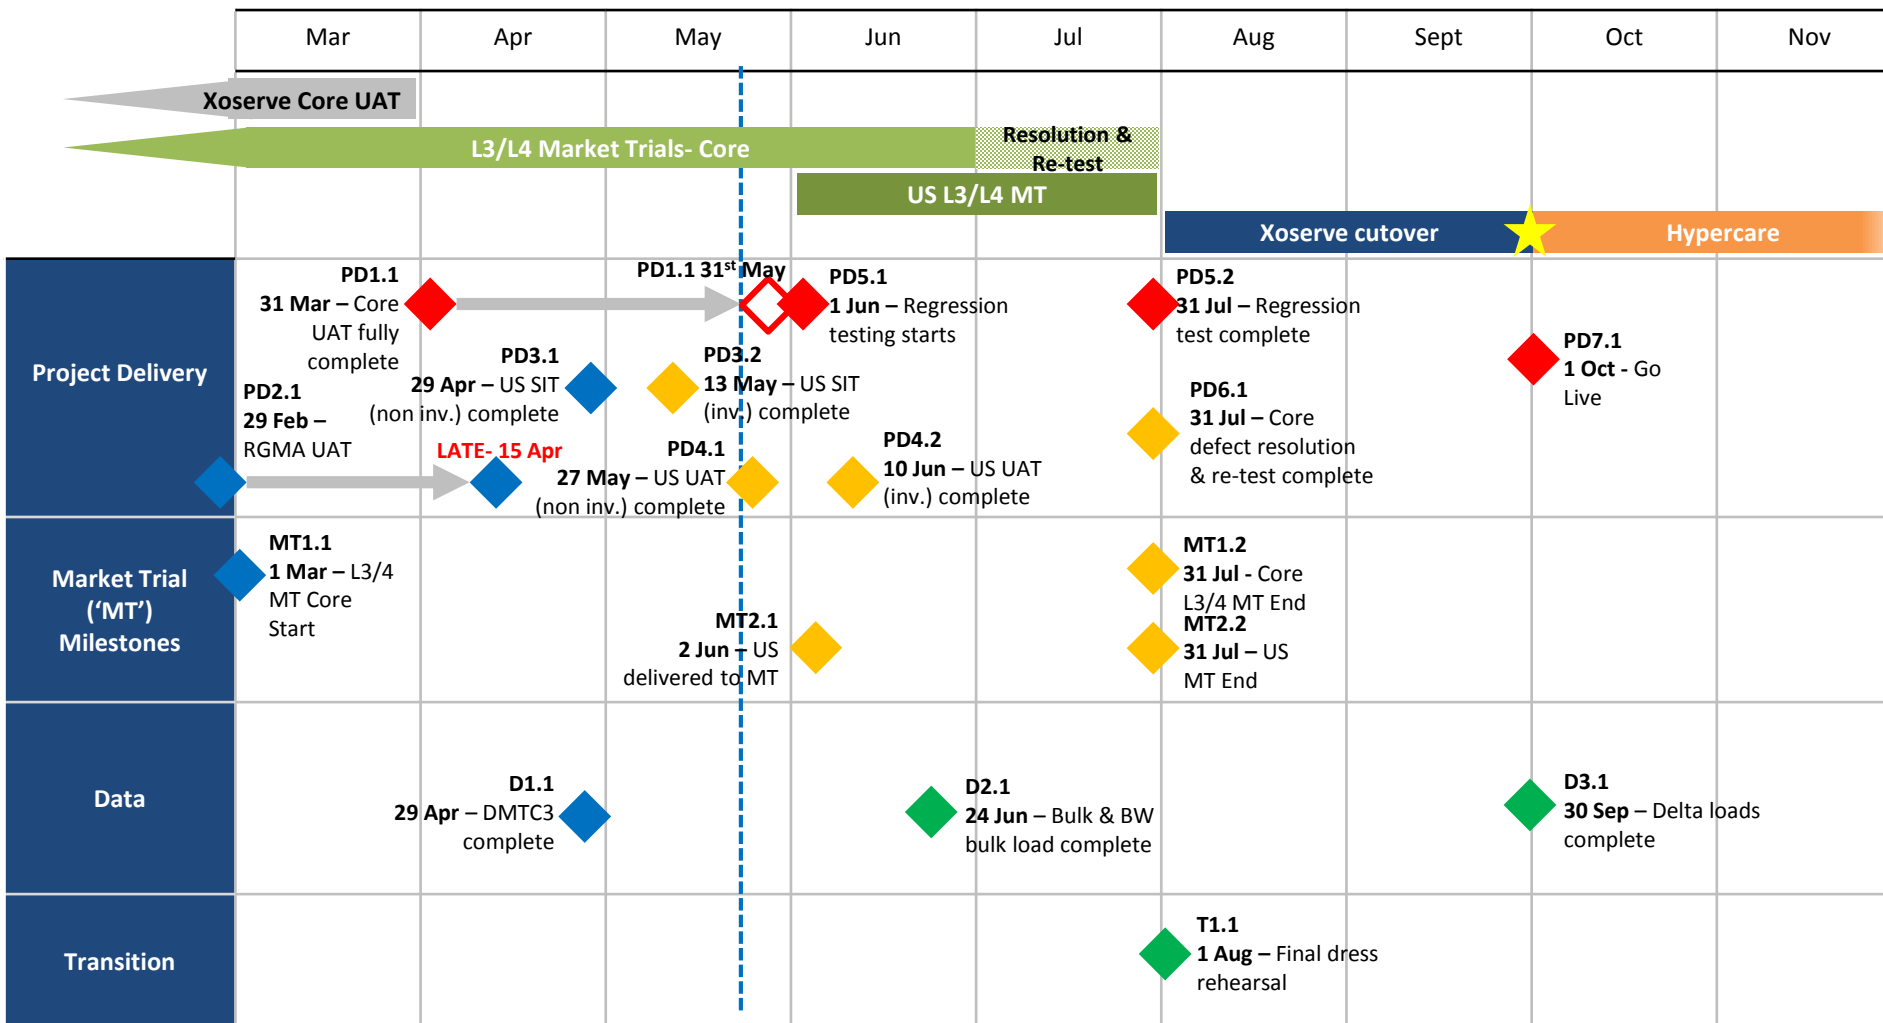 Mar
Apr
May
Jun
Jul
Aug
Sept
Oct
Nov
Xoserve Core UAT
L3/L4 Market Trials- Core
Resolution &
Re-test
US L3/L4 MT
Xoserve cutover
Hypercare
Project Delivery
PD1.1
31 Mar – Core
UAT fully
complete
PD1.1 31st May
PD5.1
1 Jun – Regression
testing starts
PD5.2
31 Jul – Regression
test complete
PD7.1
1 Oct - Go
Live
PD3.1
29 Apr – US SIT
(non inv.) complete
PD3.2
13 May – US SIT
(inv.) complete
PD2.1
29 Feb –
RGMA UAT
LATE- 15 Apr
PD4.1
27 May – US UAT
(non inv.) complete
PD4.2
10 Jun – US UAT
(inv.) complete
PD6.1
31 Jul – Core
defect resolution
& re-test complete
Market Trial
(‘MT’)
Milestones
MT1.1
1 Mar – L3/4
MT Core
Start
MT2.1
2 Jun – US
delivered to MT
MT1.2
31 Jul - Core
L3/4 MT End
MT2.2
31 Jul – US
MT End
Data
D1.1
29 Apr – DMTC3
complete
D2.1
24 Jun – Bulk & BW
bulk load complete
D3.1
30 Sep – Delta loads
complete
Transition
T1.1
1 Aug – Final dress
rehearsal